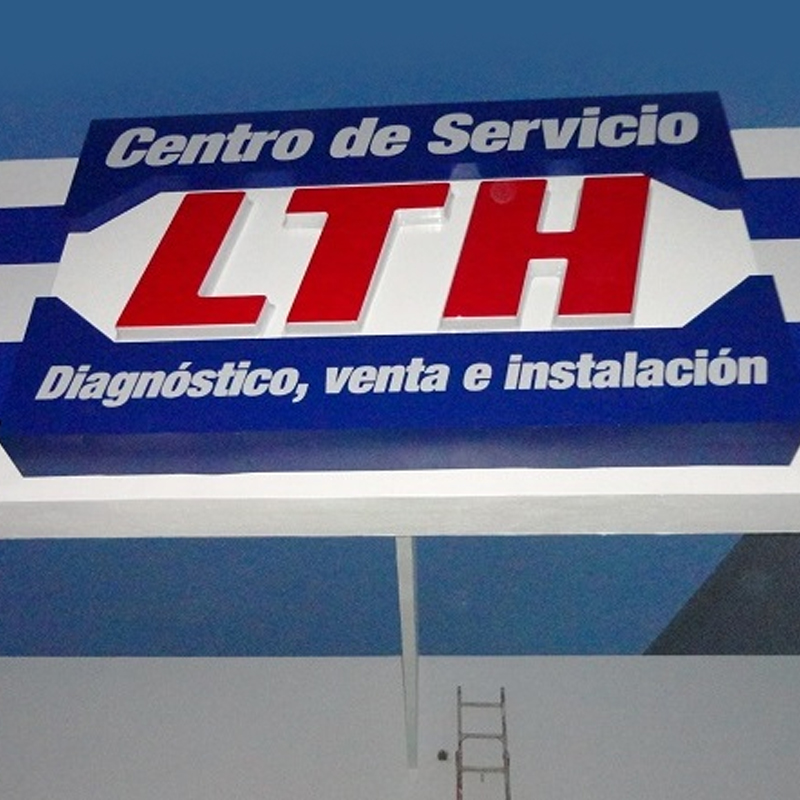 Centro de Servicio
LTH
Diagnóstico, venta e instalación